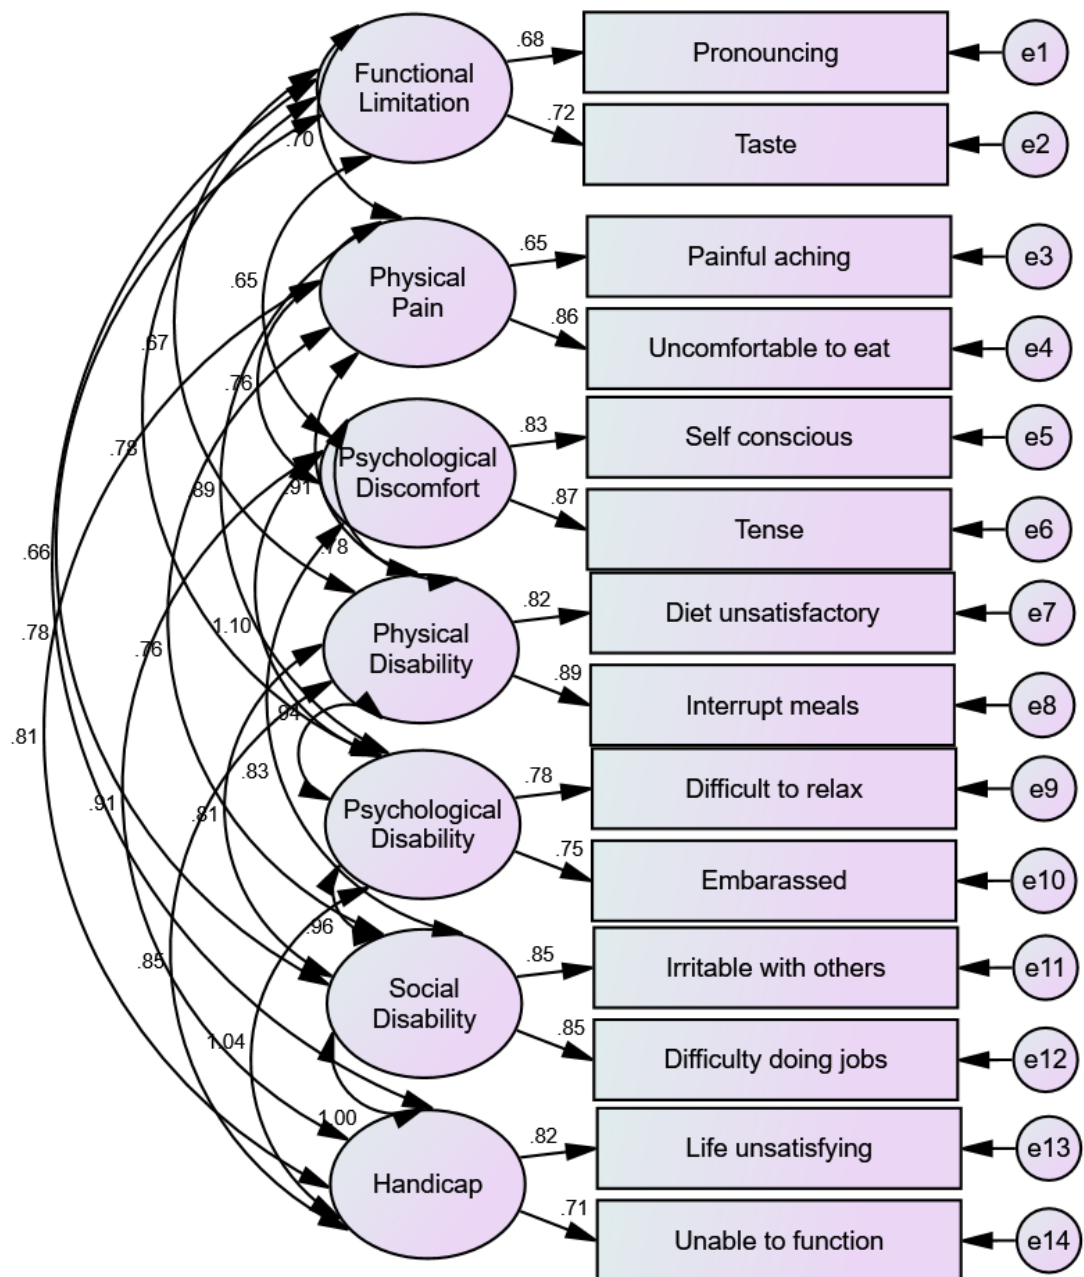 Functional
Limitation
.68
Pronouncing
e1
.72
Taste
e2
.70
Physical
Pain
.65
Painful aching
e3
.86
Uncomfortable to eat
e4
.65
.67
.76
Psychological
Discomfort
.83
Self conscious
e5
.87
Tense
e6
.78
.89
.91
.78
Physical
Disability
.82
Diet unsatisfactory
e7
.89
Interrupt meals
e8
.66
.78
.76
1.10
.94
Psychological
Disability
.78
Difficult to relax
e9
.75
Embarassed
e10
.81
.91
.83
.81
.96
Social
Disability
.85
Irritable with others
e11
.85
Difficulty doing jobs
e12
.85
1.04
1.00
Handicap
.82
Life unsatisfying
e13
.71
Unable to function
e14